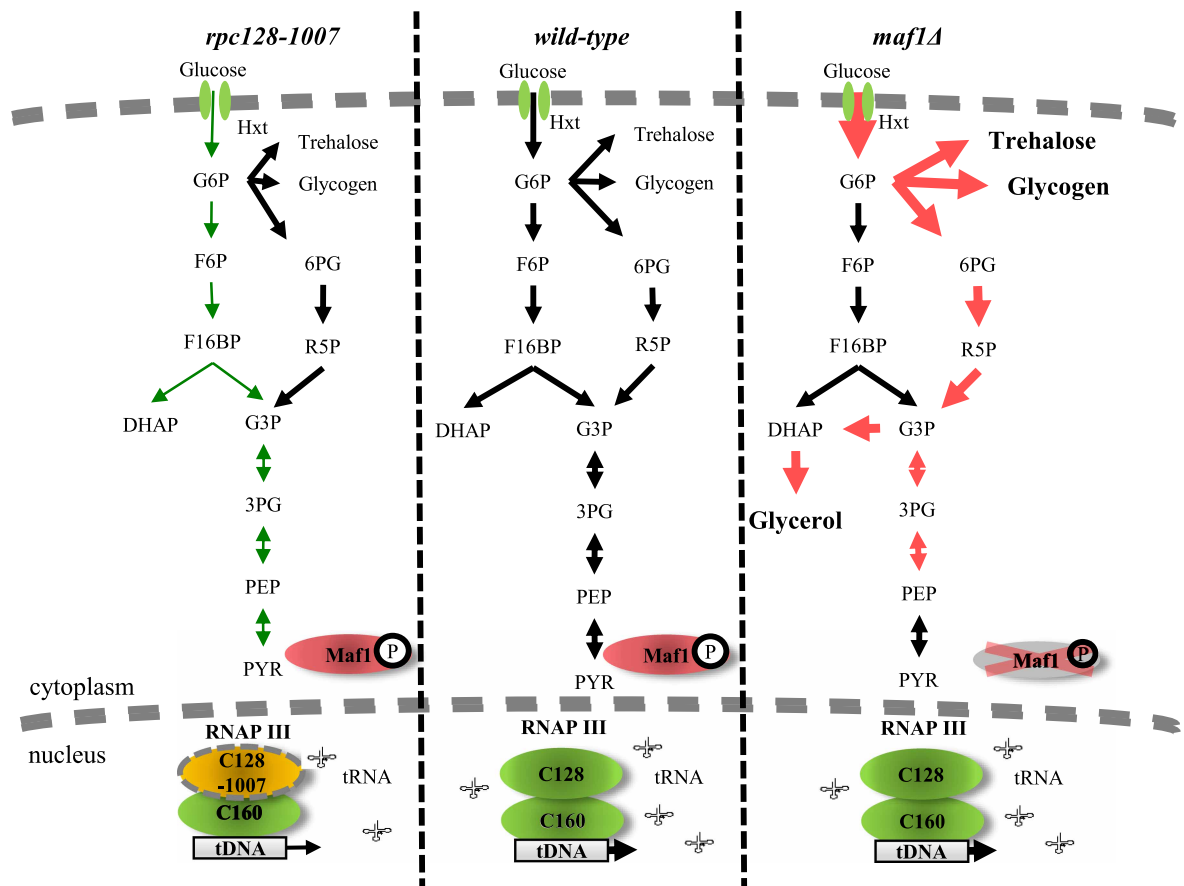 rpc128-1007
Glucose
Hxt
Trehalose
G6P
Glycogen
F6P
6PG
F16BP
R5P
DHAP
G3P
3PG
PEP
Maf1 P
PYR
cytoplasm
nucleus
RNAP III
C128
-1007
tRNA
C160
tDNA
wild-type
Glucose
Hxt
Trehalose
G6P
Glycogen
F6P
6PG
F16BP
R5P
DHAP
G3P
3PG
PEP
Maf1 P
PYR
RNAP III
C128
tRNA
C160
tDNA
maf1Δ
Glucose
Hxt
Trehalose
G6P
Glycogen
F6P
6PG
F16BP
R5P
DHAP
G3P
Glycerol
3PG
PEP
Maf1 P
PYR
RNAP III
C128
tRNA
C160
tDNA